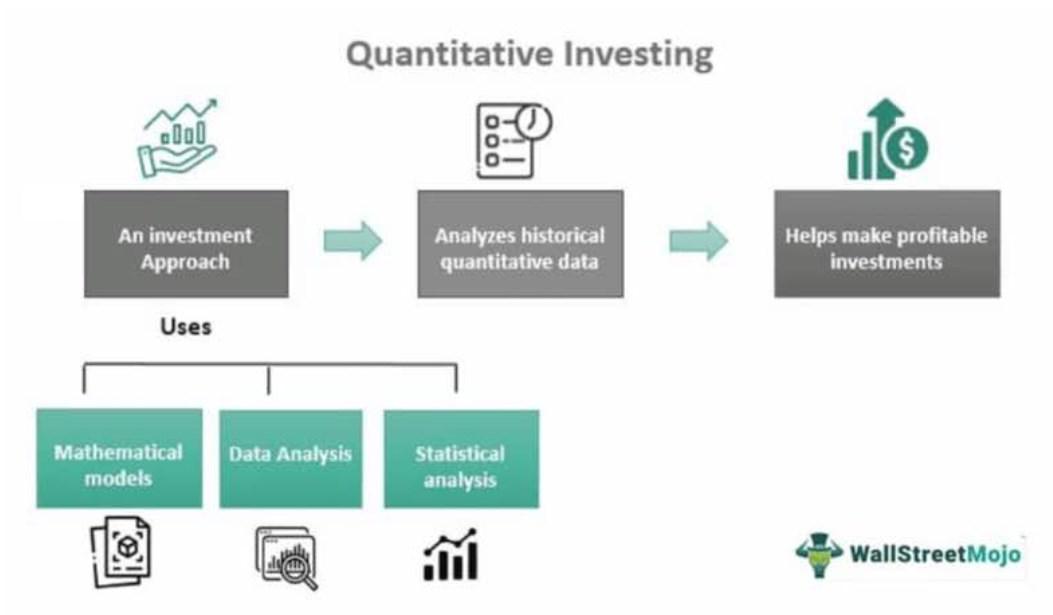 Quantitative Investing
An investment
Approach
Analyzes historical
quantitative data
Helps make profitable
investments
Uses
Mathematical
models
Data Analysis
Statistical
analysis
WallStreetMojo